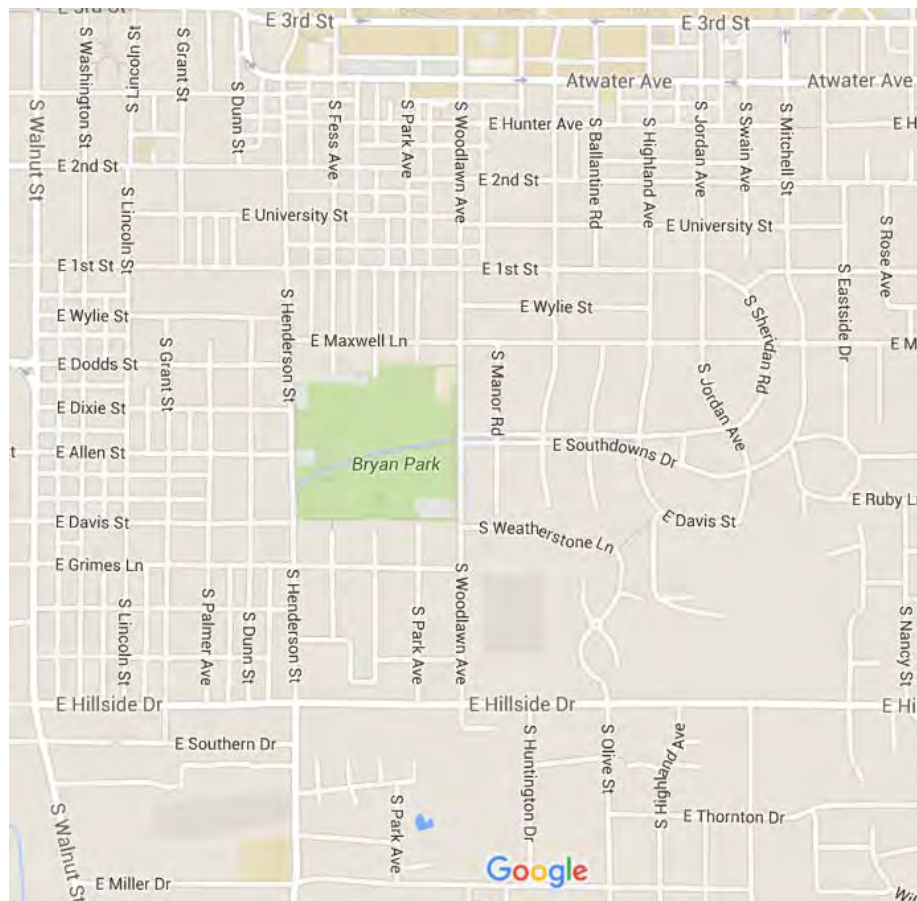 E 3rd St
E 3rd St
E 3rd St
Atwater Ave
Atwater Ave
S Walnut St
S Washington St
S Lincoln St
S Grant St
S Dunn St
S Fess Ave
S Park Ave
S Woodlawn Ave
E Hunter Ave
E H
S Ballantine Rd
S Highland Ave
S Jordan Ave
S Swain Ave
S Mitchell St
E 2nd St
E 2nd St
S Lincoln St
E University St
E University St
S Rose Ave
E 1st St
E 1st St
S Eastside Dr
E Wylie St
S Henderson St
E Wylie St
S Sheridan Rd
E Maxwell Ln
E M
E Dodds St
S Grant St
S Manor Rd
S Jordan Ave
E Dixie St
E Allen St
t
Bryan Park
E Southdowns Dr
E Ruby Ln
E Davis St
S Weatherstone Ln
E Davis St
E Grimes Ln
S Lincoln St
S Palmer Ave
S Dunn St
S Henderson St
S Park Ave
S Woodlawn Ave
S Nancy St
E Hillside Dr
E Hillside Dr
E Hi
E Southern Dr
S Huntington Dr
S Olive St
S Highland Ave
S Walnut St
S Park Ave
E Thornton Dr
Google
E Miller Dr